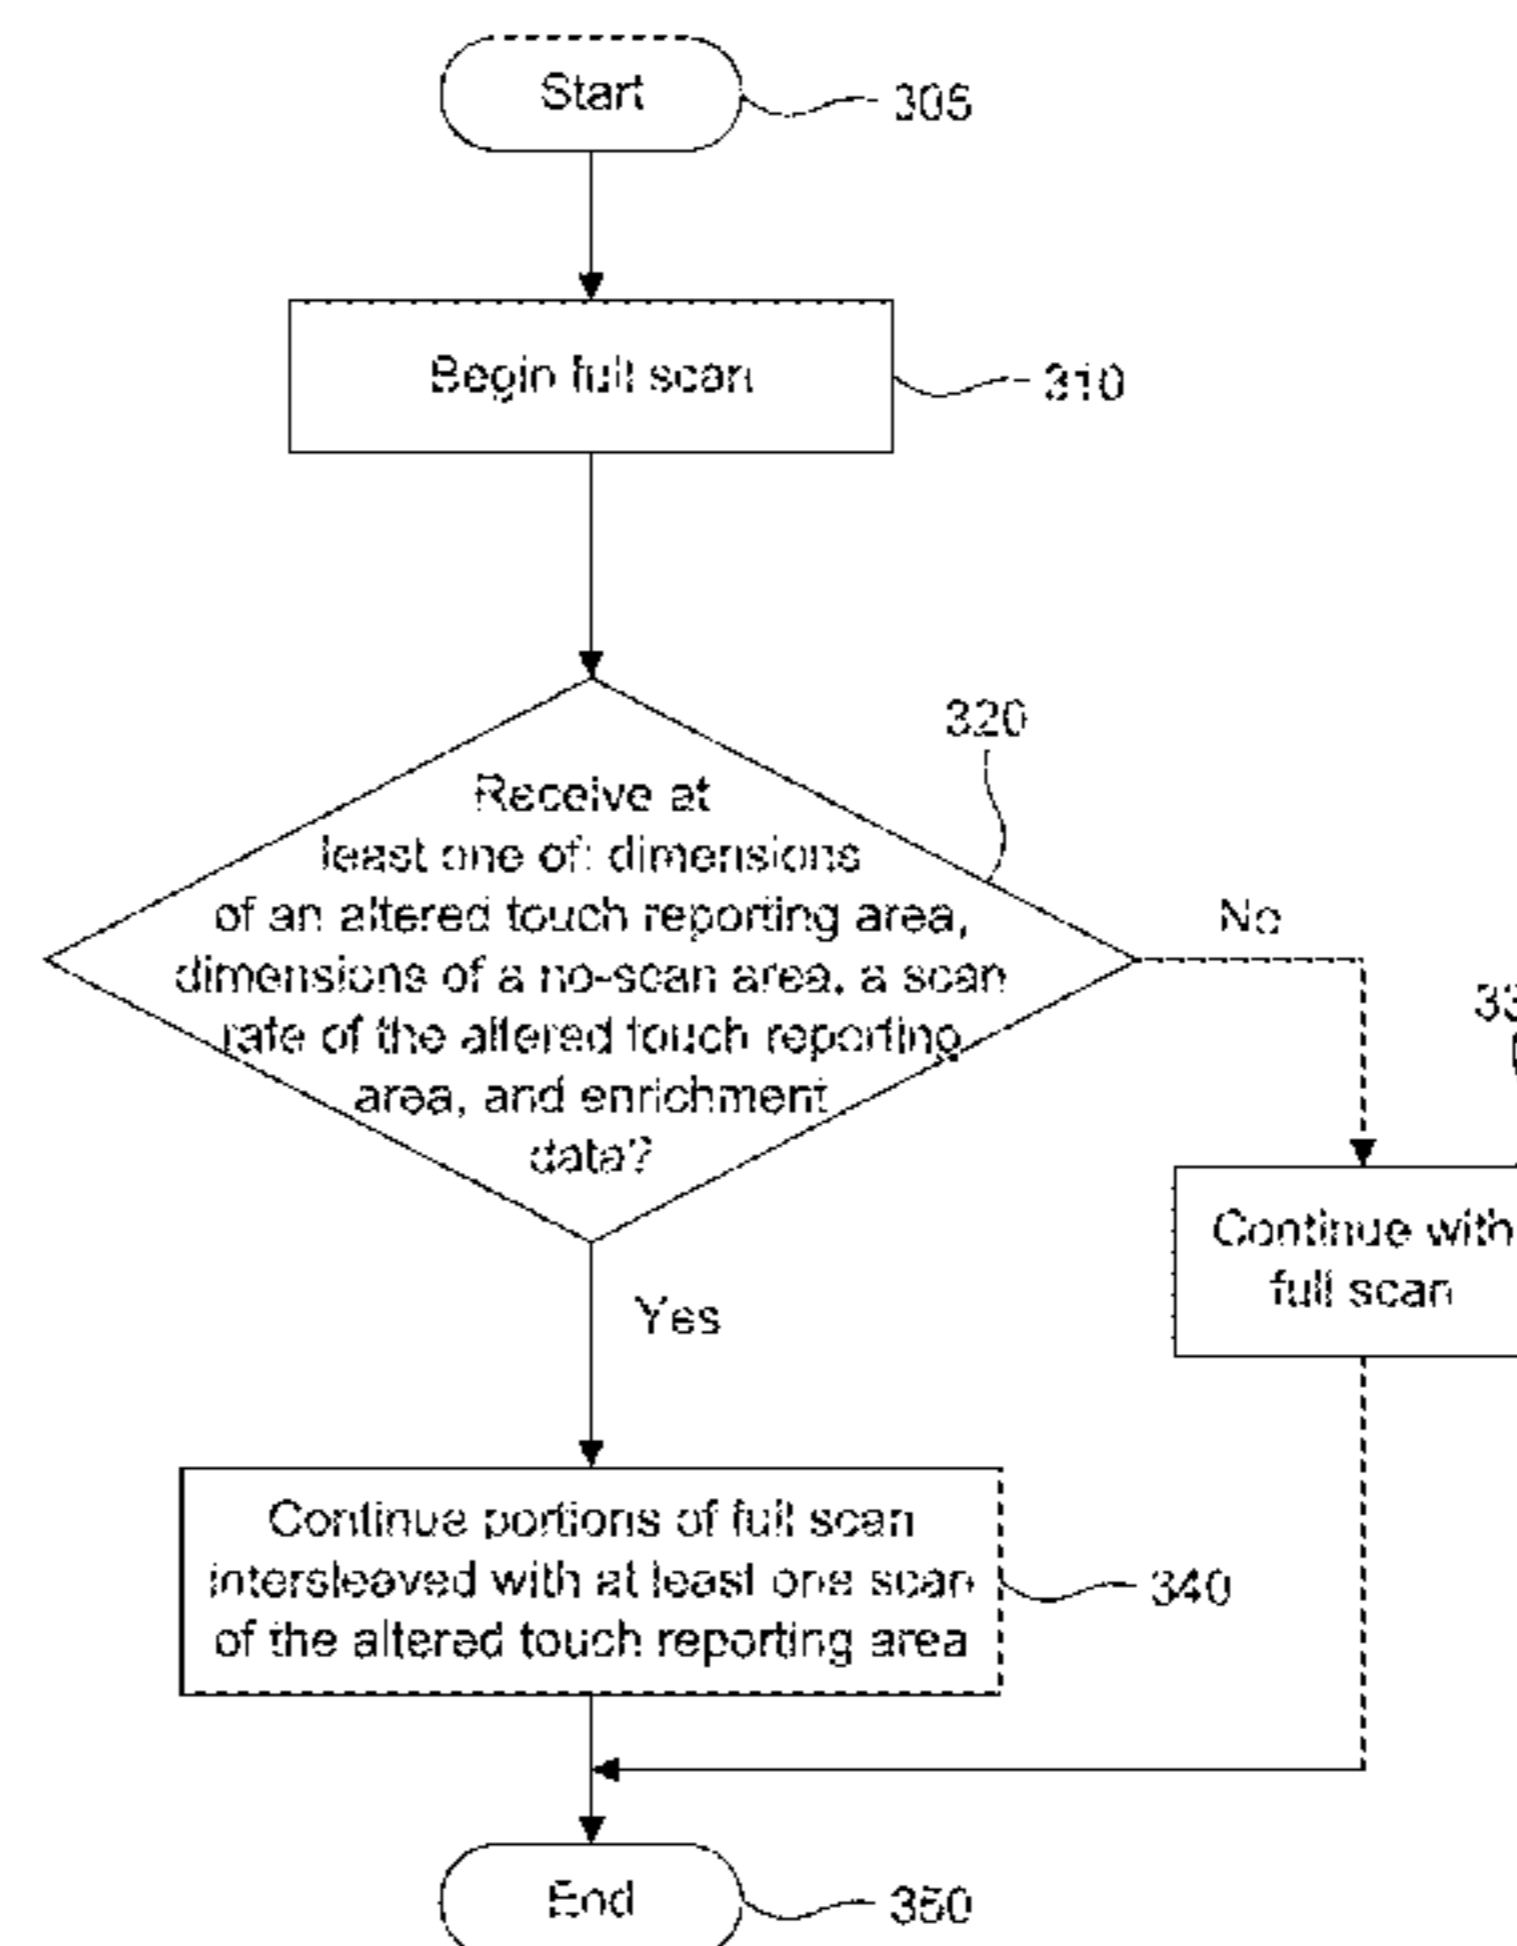 Start
305
Begin full scan
310
320
Receive at
least one of: dimensions
of an altered touch reporting area,
dimensions of a no-scan area, a scan
rate of the altered touch reporting
area, and enrichment
data?
No
Yes
Continue with
full scan
Continue portions of full scan
intersleaved with at least one scan
of the altered touch reporting area
340
End
350